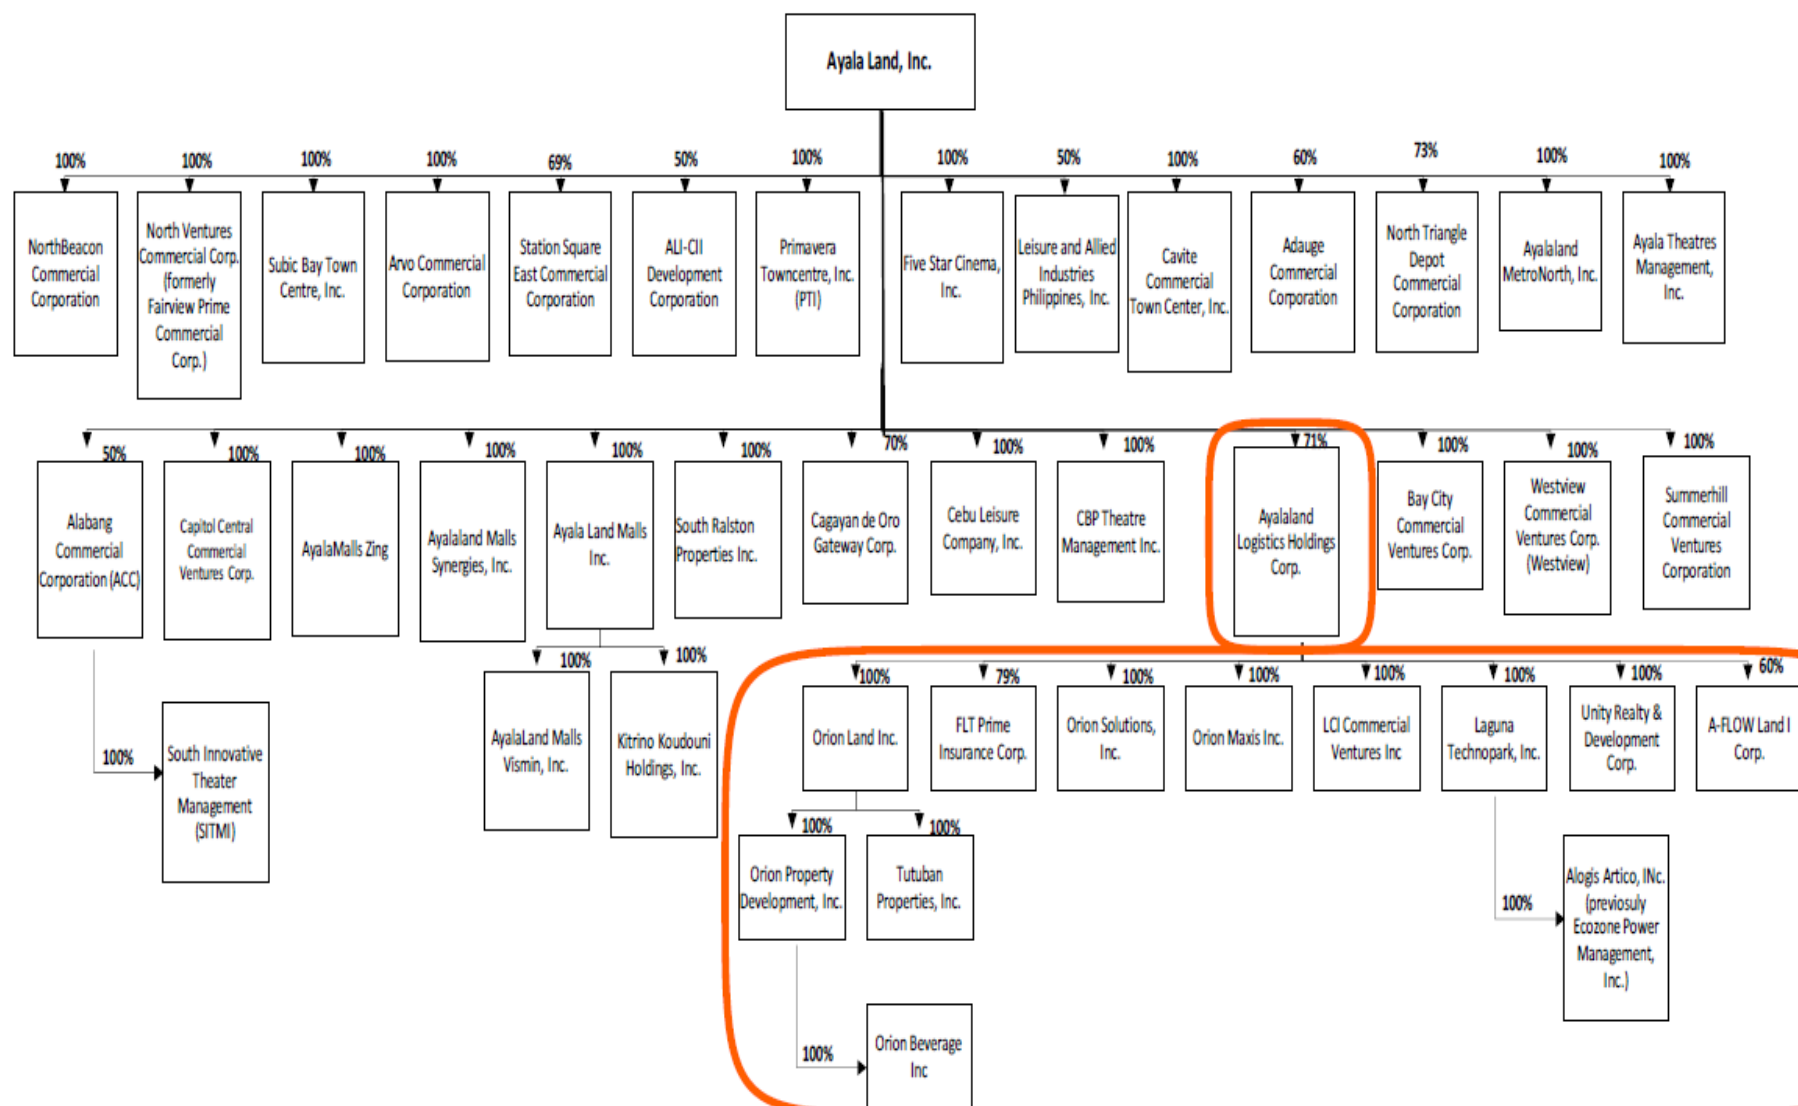 Ayala Land, Inc.
100%
100%
100%
100%
69%
50%
100%
100%
50%
100%
60%
73%
100%
100%
NorthBeacon
Commercial
Corporation
North Ventures
Commercial Corp.
(formerly
Fairview Prime
Commercial
Corp.)
Subic Bay Town
Centre, Inc.
Arvo Commercial
Corporation
Station Square
East Commercial
Corporation
ALI-CII
Development
Corporation
Primavera
Towncentre, Inc.
(PTI)
Five Star Cinema,
Inc.
Leisure and Allied
Industries
Philippines, Inc.
Cavite
Commercial
Town Center, Inc.
Adauge
Commercial
Corporation
North Triangle
Depot
Commercial
Corporation
Ayalaland
MetroNorth, Inc.
Ayala Theatres
Management,
Inc.
50%
100%
100%
100%
100%
100%
70%
100%
100%
71%
100%
100%
100%
Alabang
Commercial
Corporation (ACC)
Capitol Central
Commercial
Ventures Corp.
AyalaMalls Zing
Ayalaland Malls
Synergies, Inc.
Ayala Land Malls
Inc.
South Ralston
Properties Inc.
Cagayan de Oro
Gateway Corp.
Cebu Leisure
Company, Inc.
CBP Theatre
Management Inc.
Ayalaland
Logistics Holdings
Corp.
Bay City
Commercial
Ventures Corp.
Westview
Commercial
Ventures Corp.
(Westview)
Summerhill
Commercial
Ventures
Corporation
100%
South Innovative
Theater
Management
(SITMI)
100%
100%
AyalaLand Malls
Vismin, Inc.
Kitrino Koudouni
Holdings, Inc.
100%
79%
100%
100%
100%
100%
100%
60%
Orion Land Inc.
FLT Prime
Insurance Corp.
Orion Solutions,
Inc.
Orion Maxis Inc.
LCI Commercial
Ventures Inc
Laguna
Technopark, Inc.
Unity Realty &
Development
Corp.
A-FLOW Land I
Corp.
100%
100%
Orion Property
Development, Inc.
Tutuban
Properties, Inc.
100%
Alogis Artico, INc.
(previosuly
Ecozone Power
Management,
Inc.)
100%
Orion Beverage
Inc